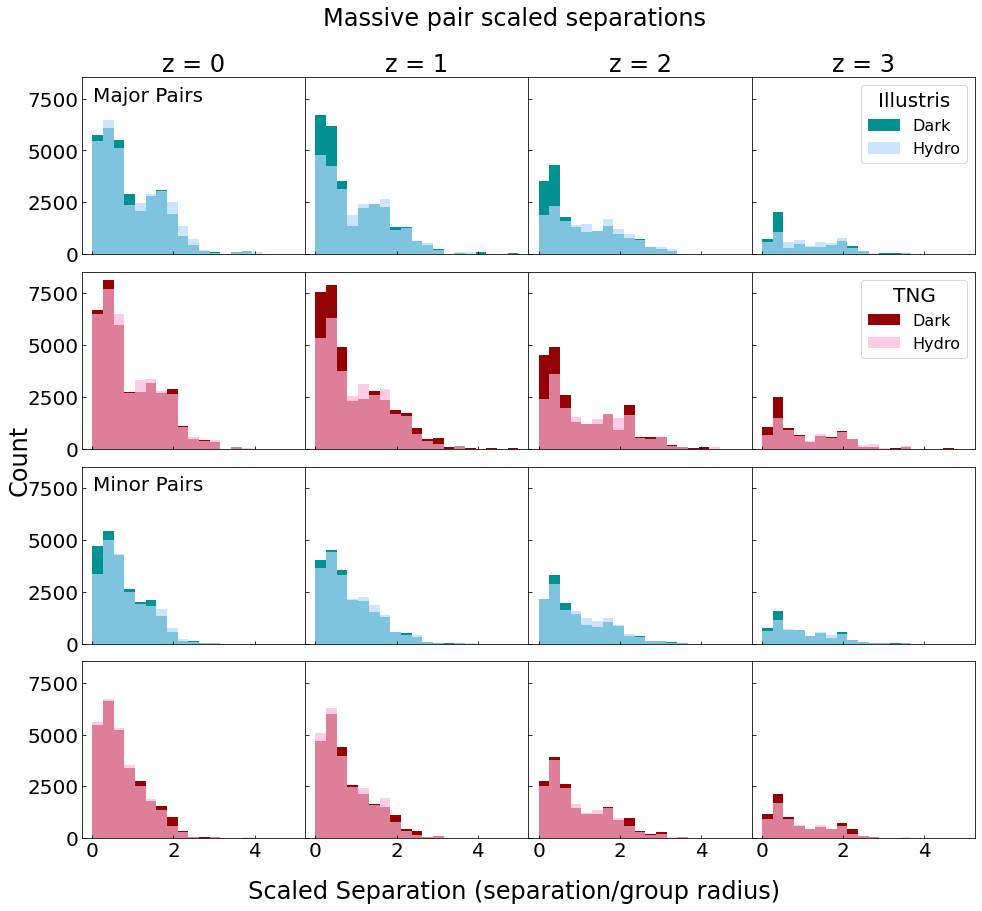 Massive pair scaled separations
z = 0
z = 1
z = 2
z = 3
Major Pairs
7500
5000
2500
0
Illustris
Dark
Hydro
7500
5000
2500
0
TNG
Dark
Hydro
Count
Minor Pairs
7500
5000
2500
0
7500
5000
2500
0
0 2 4 0 2 4 0 2 4 0 2 4
Scaled Separation (separation/group radius)